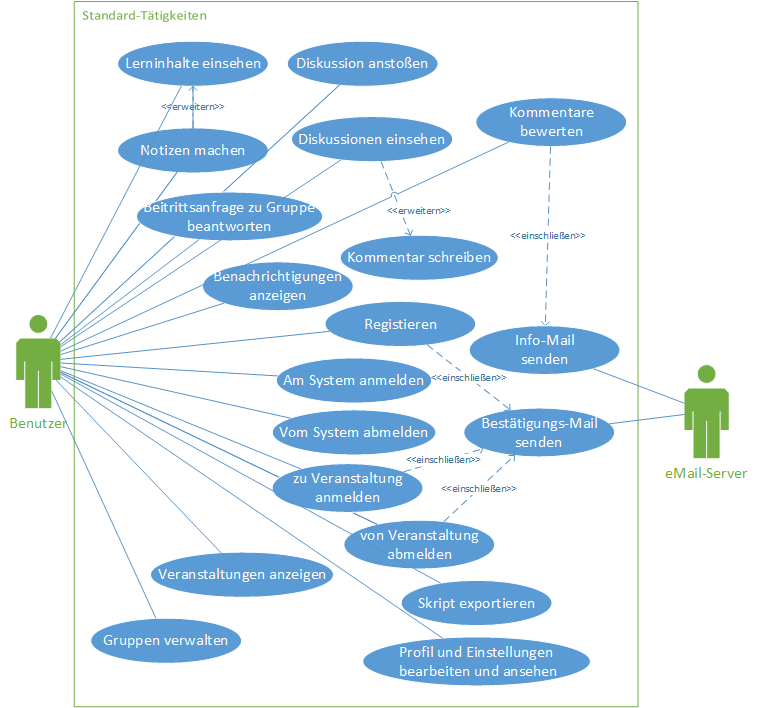 Standard-Tätigkeiten
Lerninhalte einsehen
Diskussion anstoßen
<<erweitern>>
Kommentare
bewerten
Notizen machen
Diskussionen einsehen
Beitrittsanfrage zu Gruppe
beantworten
<<erweitern>>
<<einschließen>>
Kommentar schreiben
Benachrichtigungen
anzeigen
Registieren
Info-Mail
senden
Am System anmelden
<<einschließen>>
Benutzer
Vom System abmelden
Bestätigungs-Mail
senden
<<einschließen>>
eMail-Server
zu Veranstaltung
anmelden
<<einschließen>>
von Veranstaltung
abmelden
Veranstaltungen anzeigen
Skript exportieren
Gruppen verwalten
Profil und Einstellungen
bearbeiten und ansehen